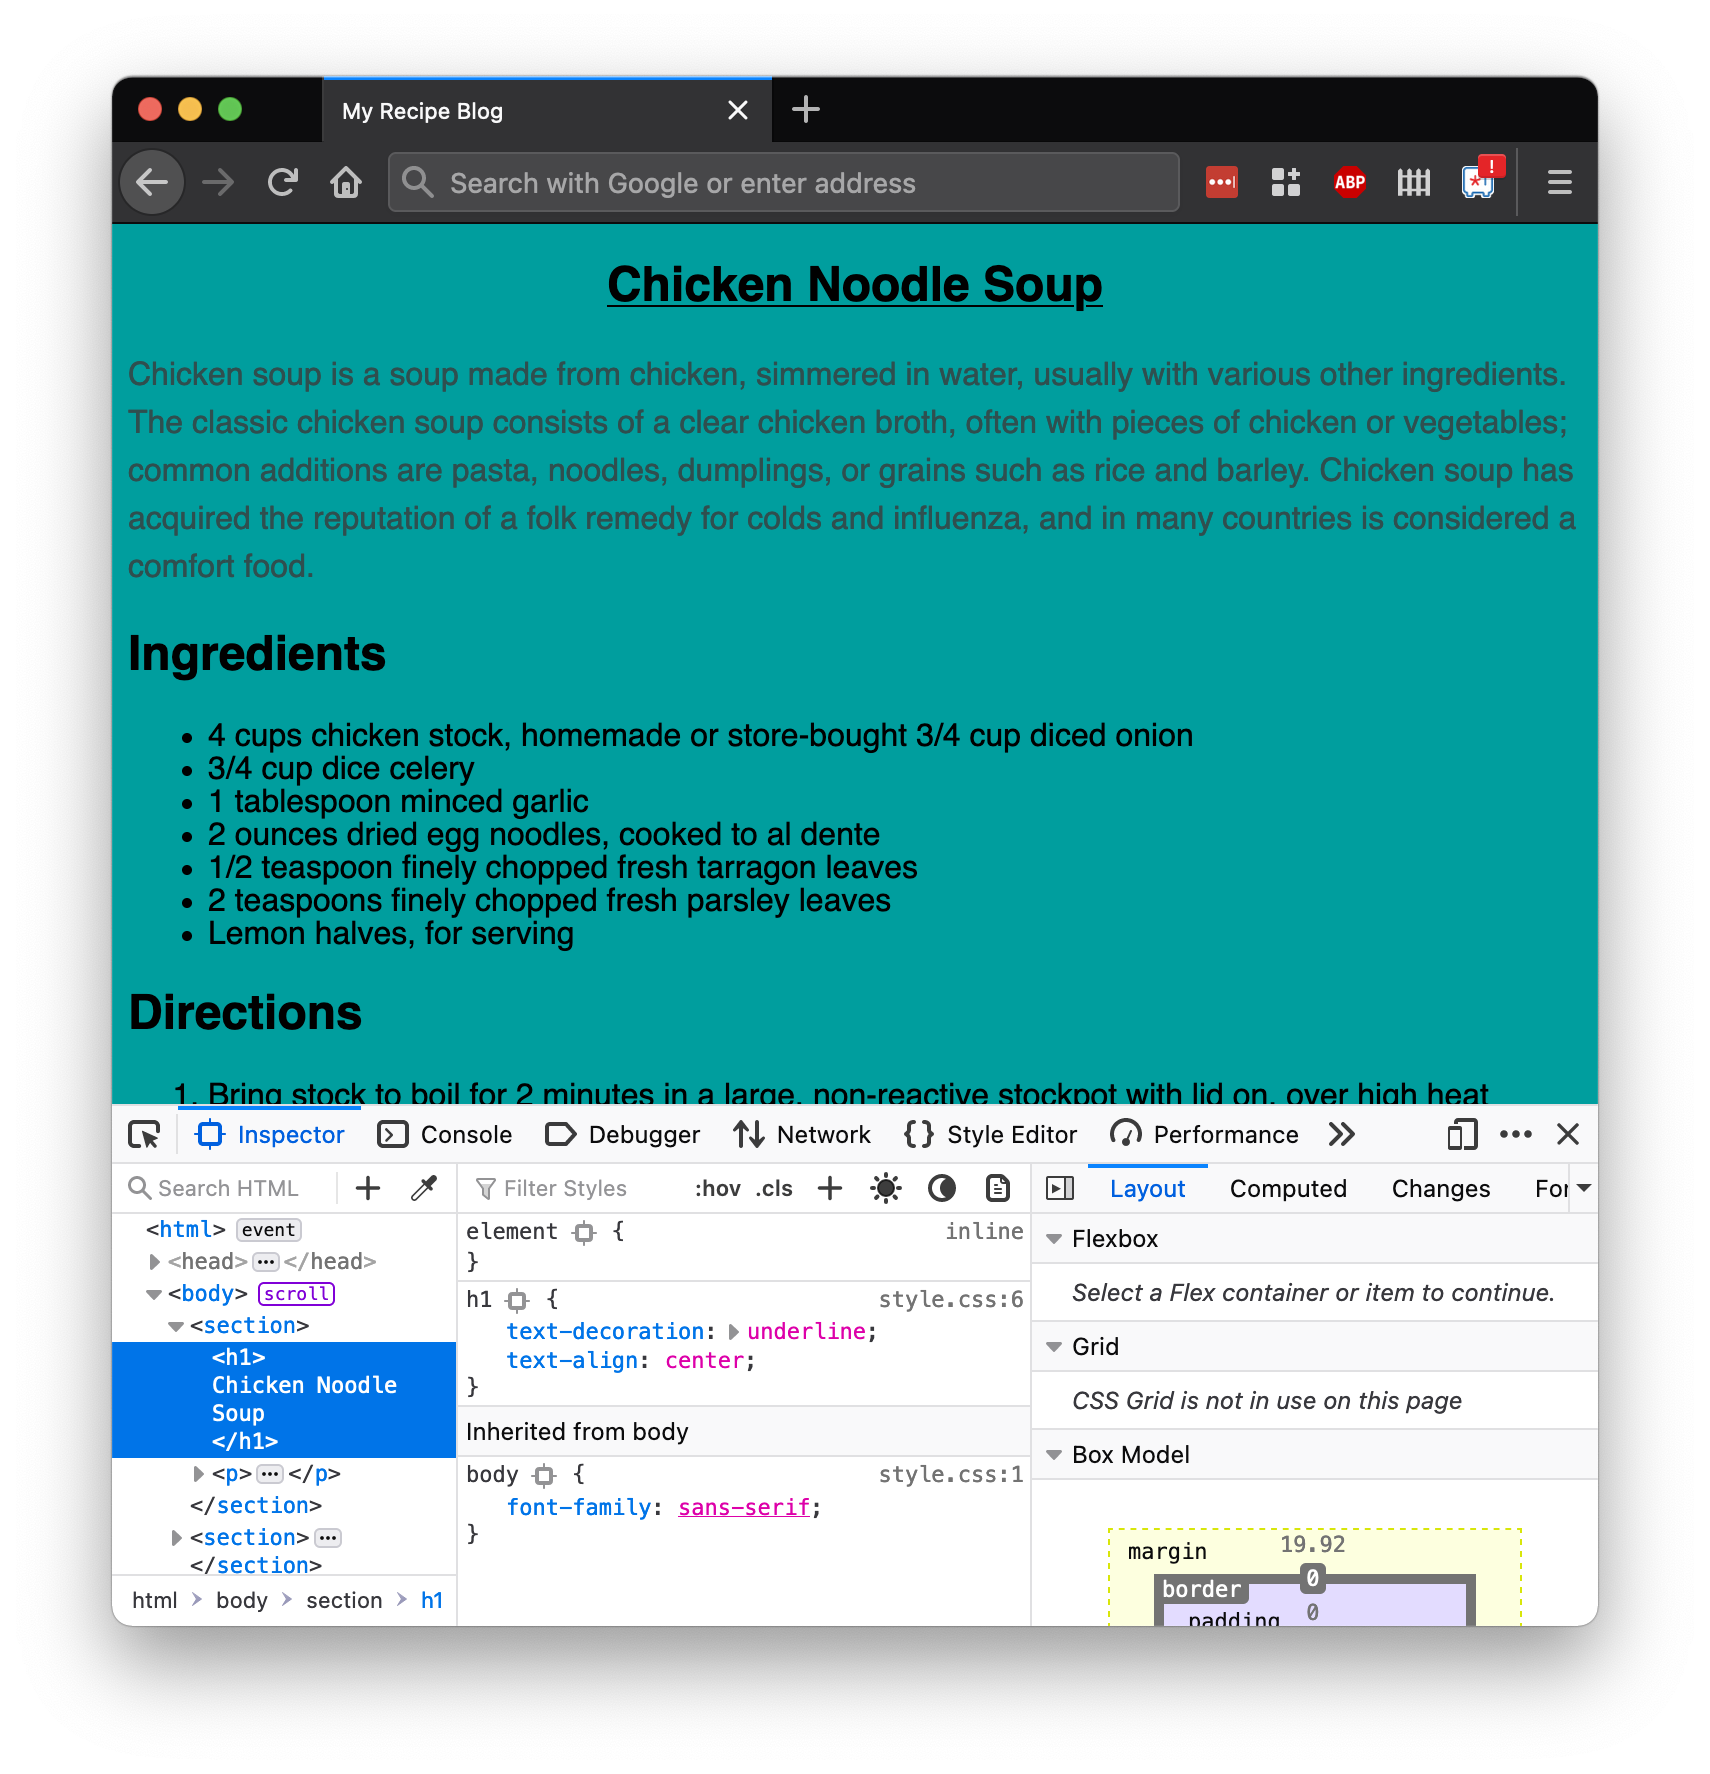 My Recipe Blog
Search with Google or enter address
ABP
!
Chicken Noodle Soup
Chicken soup is a soup made from chicken, simmered in water, usually with various other ingredients.
The classic chicken soup consists of a clear chicken broth, often with pieces of chicken or vegetables;
common additions are pasta, noodles, dumplings, or grains such as rice and barley. Chicken soup has
acquired the reputation of a folk remedy for colds and influenza, and in many countries is considered a
comfort food.
Ingredients
• 4 cups chicken stock, homemade or store-bought 3/4 cup diced onion
• 3/4 cup dice celery
• 1 tablespoon minced garlic
• 2 ounces dried egg noodles, cooked to al dente
• 1/2 teaspoon finely chopped fresh tarragon leaves
• 2 teaspoons finely chopped fresh parsley leaves
• Lemon halves, for serving
Directions
1. Bring stock to boil for 2 minutes in a large, non-reactive stockpot with lid on, over high heat
Inspector Console Debugger Network {} Style Editor Performance
Search HTML
<html> event
<head> ••• </head>
<body> scroll
<section>
<h1>
Chicken Noodle
Soup
</h1>
<p> ••• </p>
</section>
<section> •••
</section>
html > body > section > h1
Filter Styles :hov .cls
element { inline
}
h1 { style.css:6
text-decoration: underline;
text-align: center;
}
Inherited from body
body { style.css:1
font-family: sans-serif;
}
Layout Computed Changes For
Flexbox
Select a Flex container or item to continue.
Grid
CSS Grid is not in use on this page
Box Model
margin 19.92
border 0
padding 0